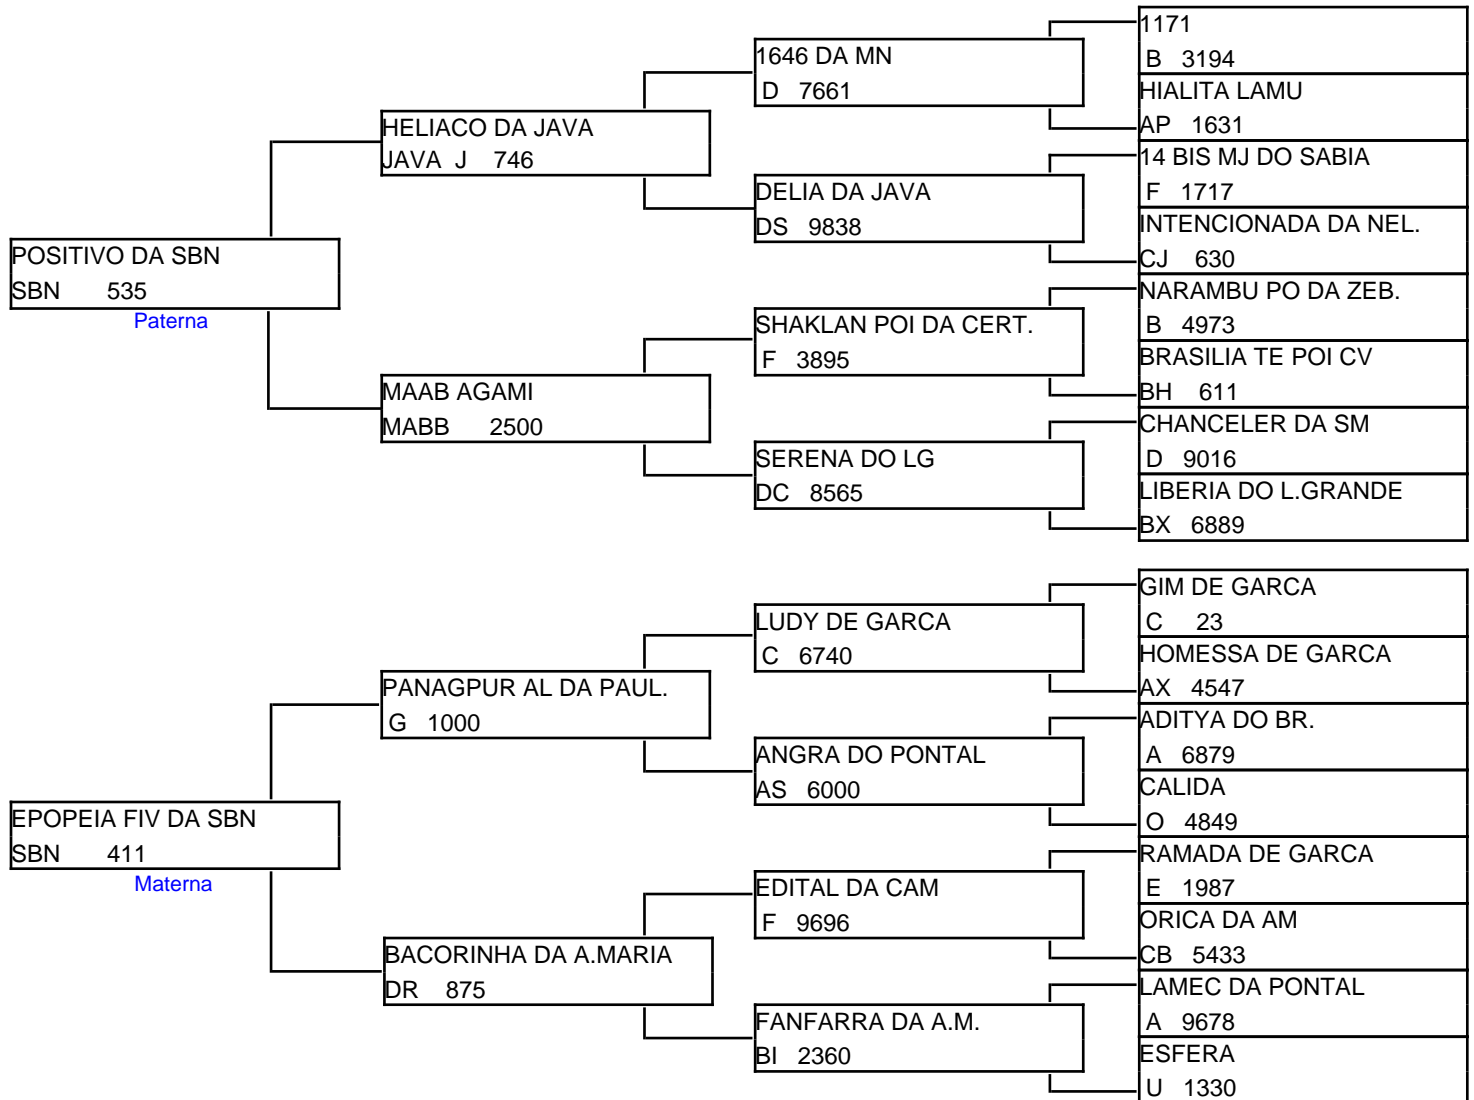 POSITIVO DA SBN
SBN 535
Paterna
HELIACO DA JAVA
JAVA J 746
MAAB AGAMI
MABB 2500
1646 DA MN
D 7661
DELIA DA JAVA
DS 9838
SHAKLAN POI DA CERT.
F 3895
SERENA DO LG
DC 8565
1171
B 3194
HIALITA LAMU
AP 1631
14 BIS MJ DO SABIA
F 1717
INTENCIONADA DA NEL.
CJ 630
NARAMBU PO DA ZEB.
B 4973
BRASILIA TE POI CV
BH 611
CHANCELER DA SM
D 9016
LIBERIA DO L.GRANDE
BX 6889
EPOPEIA FIV DA SBN
SBN 411
Materna
PANAGPUR AL DA PAUL.
G 1000
BACORINHA DA A.MARIA
DR 875
LUDY DE GARCA
C 6740
ANGRA DO PONTAL
AS 6000
EDITAL DA CAM
F 9696
FANFARRA DA A.M.
BI 2360
GIM DE GARCA
C 23
HOMESSA DE GARCA
AX 4547
ADITYA DO BR.
A 6879
CALIDA
O 4849
RAMADA DE GARCA
E 1987
ORICA DA AM
CB 5433
LAMEC DA PONTAL
A 9678
ESFERA
U 1330